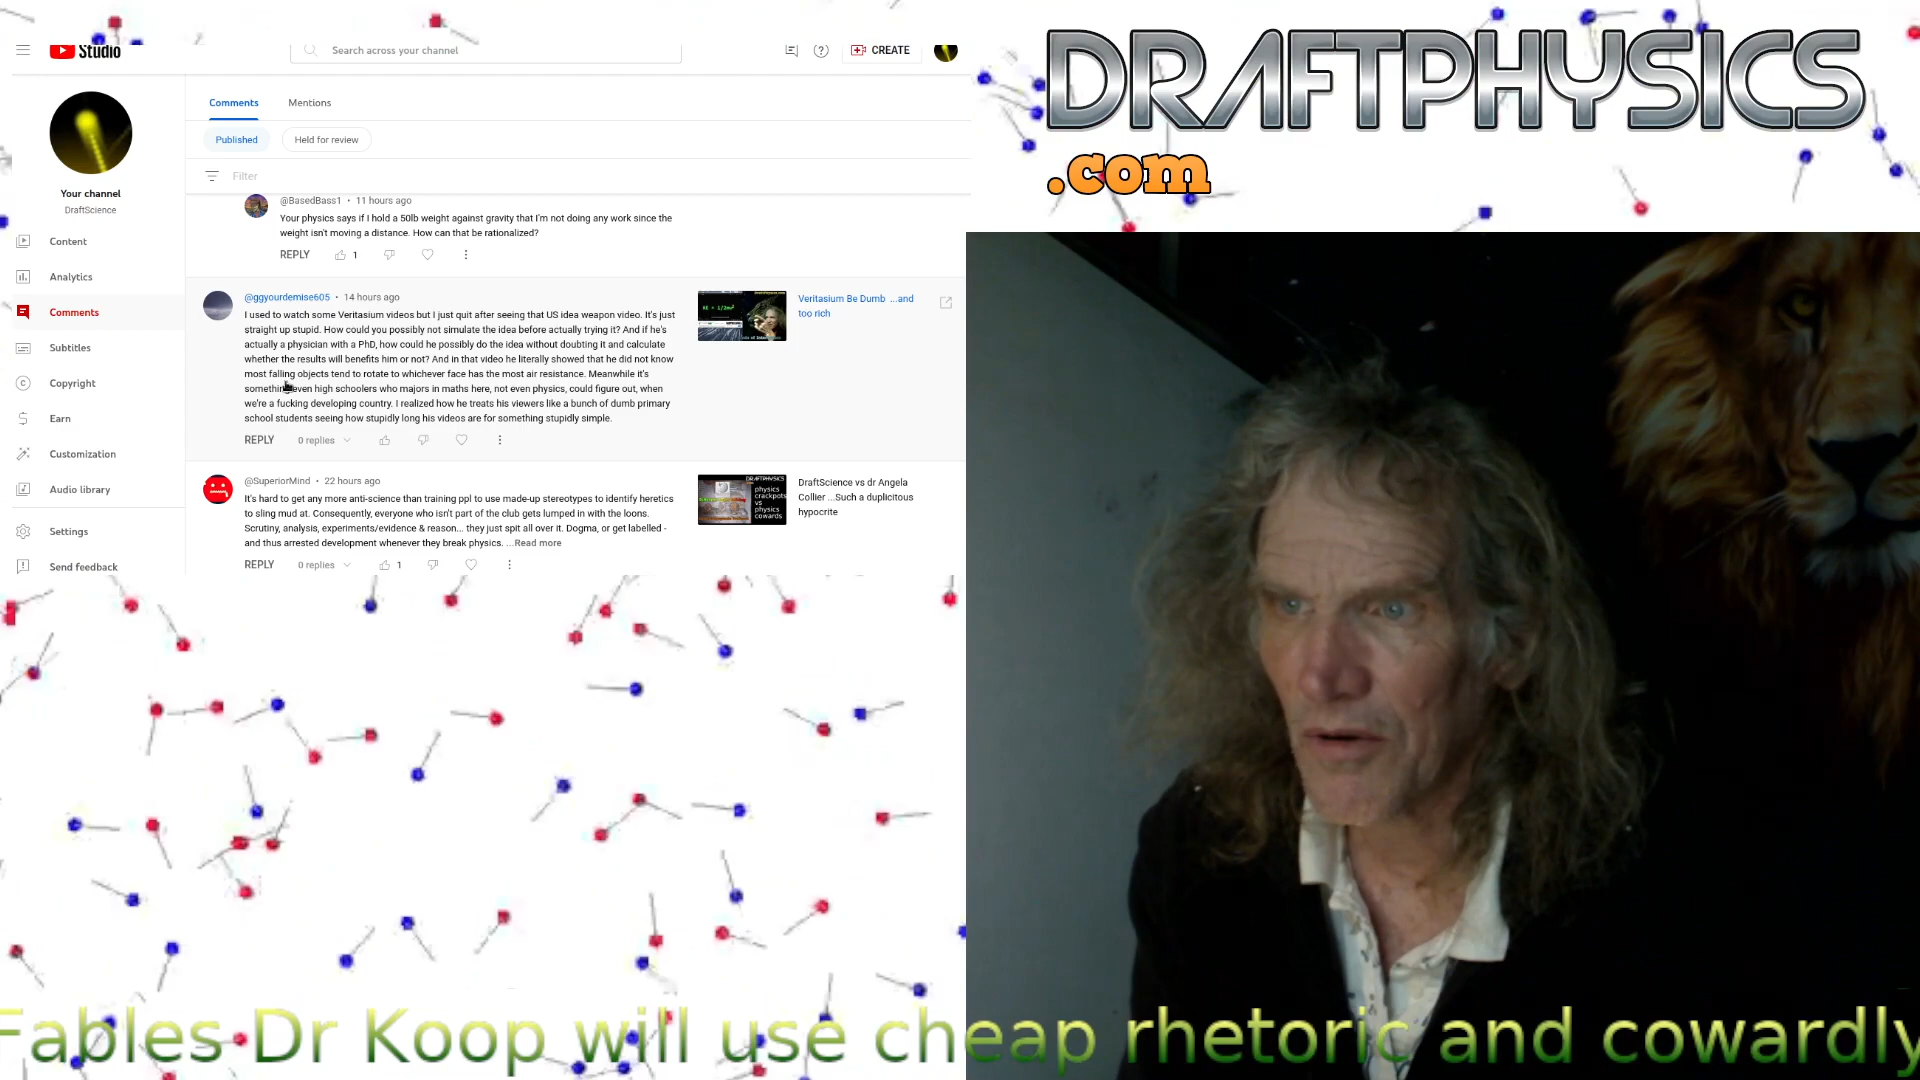 Studio
Search across your channel
CREATE
DRAFTPHYSICS
.com
Your channel
DraftScience
Content
Analytics
Comments
Subtitles
Copyright
Earn
Customization
Audio library
Settings
Send feedback
Comments
Mentions
Published
Held for review
Filter
@BasedBass1 • 11 hours ago
Your physics says if I hold a 50lb weight against gravity that I'm not doing any work since the
weight isn't moving a distance. How can that be rationalized?
REPLY
1
@ggyourdemise605 • 14 hours ago
I used to watch some Veritasium videos but I just quit after seeing that US idea weapon video. It's just
straight up stupid. How could you possibly not simulate the idea before actually trying it? And if he's
actually a physician with a PhD, how could he possibly do the idea without doubting it and calculate
whether the results will benefits him or not? And in that video he literally showed that he did not know
most falling objects tend to rotate to whichever face has the most air resistance. Meanwhile it's
even high schoolers who majors in maths here, not even physics, could figure out, when
we're a fucking developing country. I realized how he treats his viewers like a bunch of dumb primary
school students seeing how stupidly long his videos are for something stupidly simple.
REPLY
0 replies
Veritasium Be Dumb ...and
too rich
@SuperiorMind • 22 hours ago
It's hard to get any more anti-science than training ppl to use made-up stereotypes to identify heretics
to sling mud at. Consequently, everyone who isn't part of the club gets lumped in with the loons.
Scrutiny, analysis, experiments/evidence & reason... they just spit all over it. Dogma, or get labelled -
and thus arrested development whenever they break physics. ...Read more
REPLY
0 replies
1
physics
crackpots
vs
physics
cowards
DraftScience vs dr Angela
Collier ...Such a duplicitous
hypocrite
Fables Dr Koop will use cheap rhetoric and cowardly